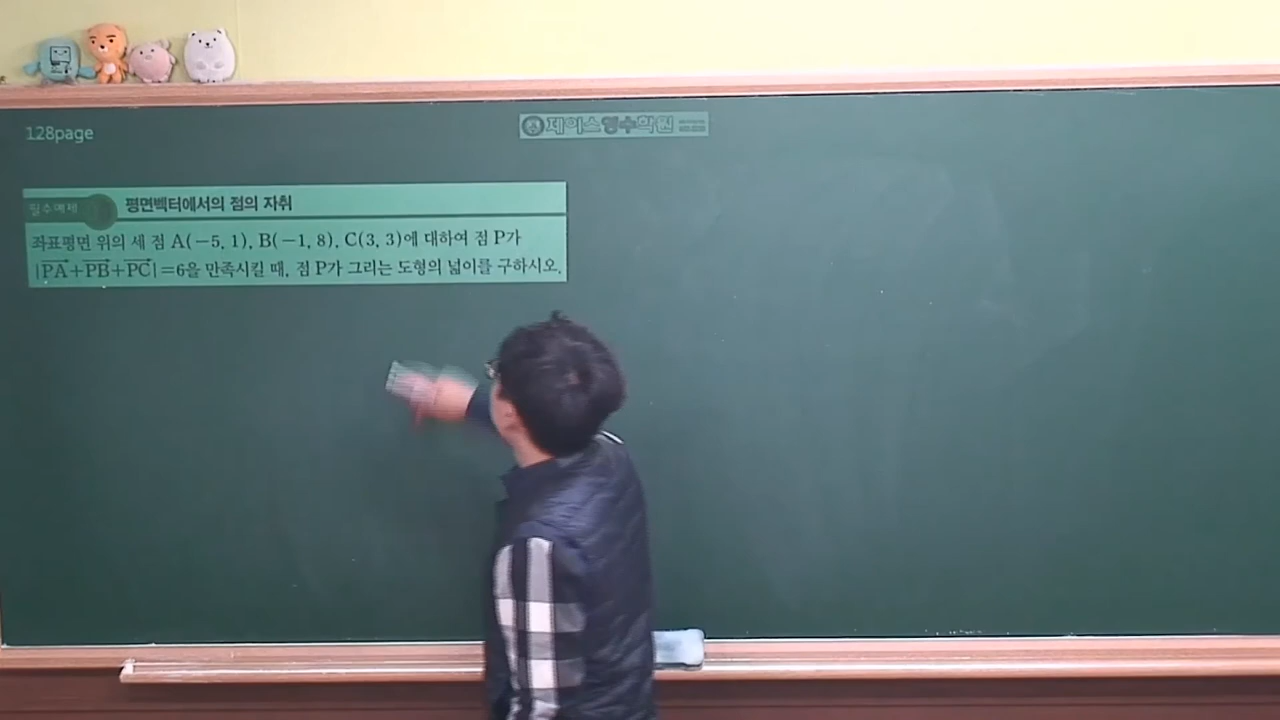 128page
제이스영수학원
필수예제
평면벡터에서의 점의 자취
좌표평면 위의 세 점 A(−5, 1), B(−1, 8), C(3, 3)에 대하여 점 P가
|PA+PB+PC|=6을 만족시킬 때, 점 P가 그리는 도형의 넓이를 구하시오.